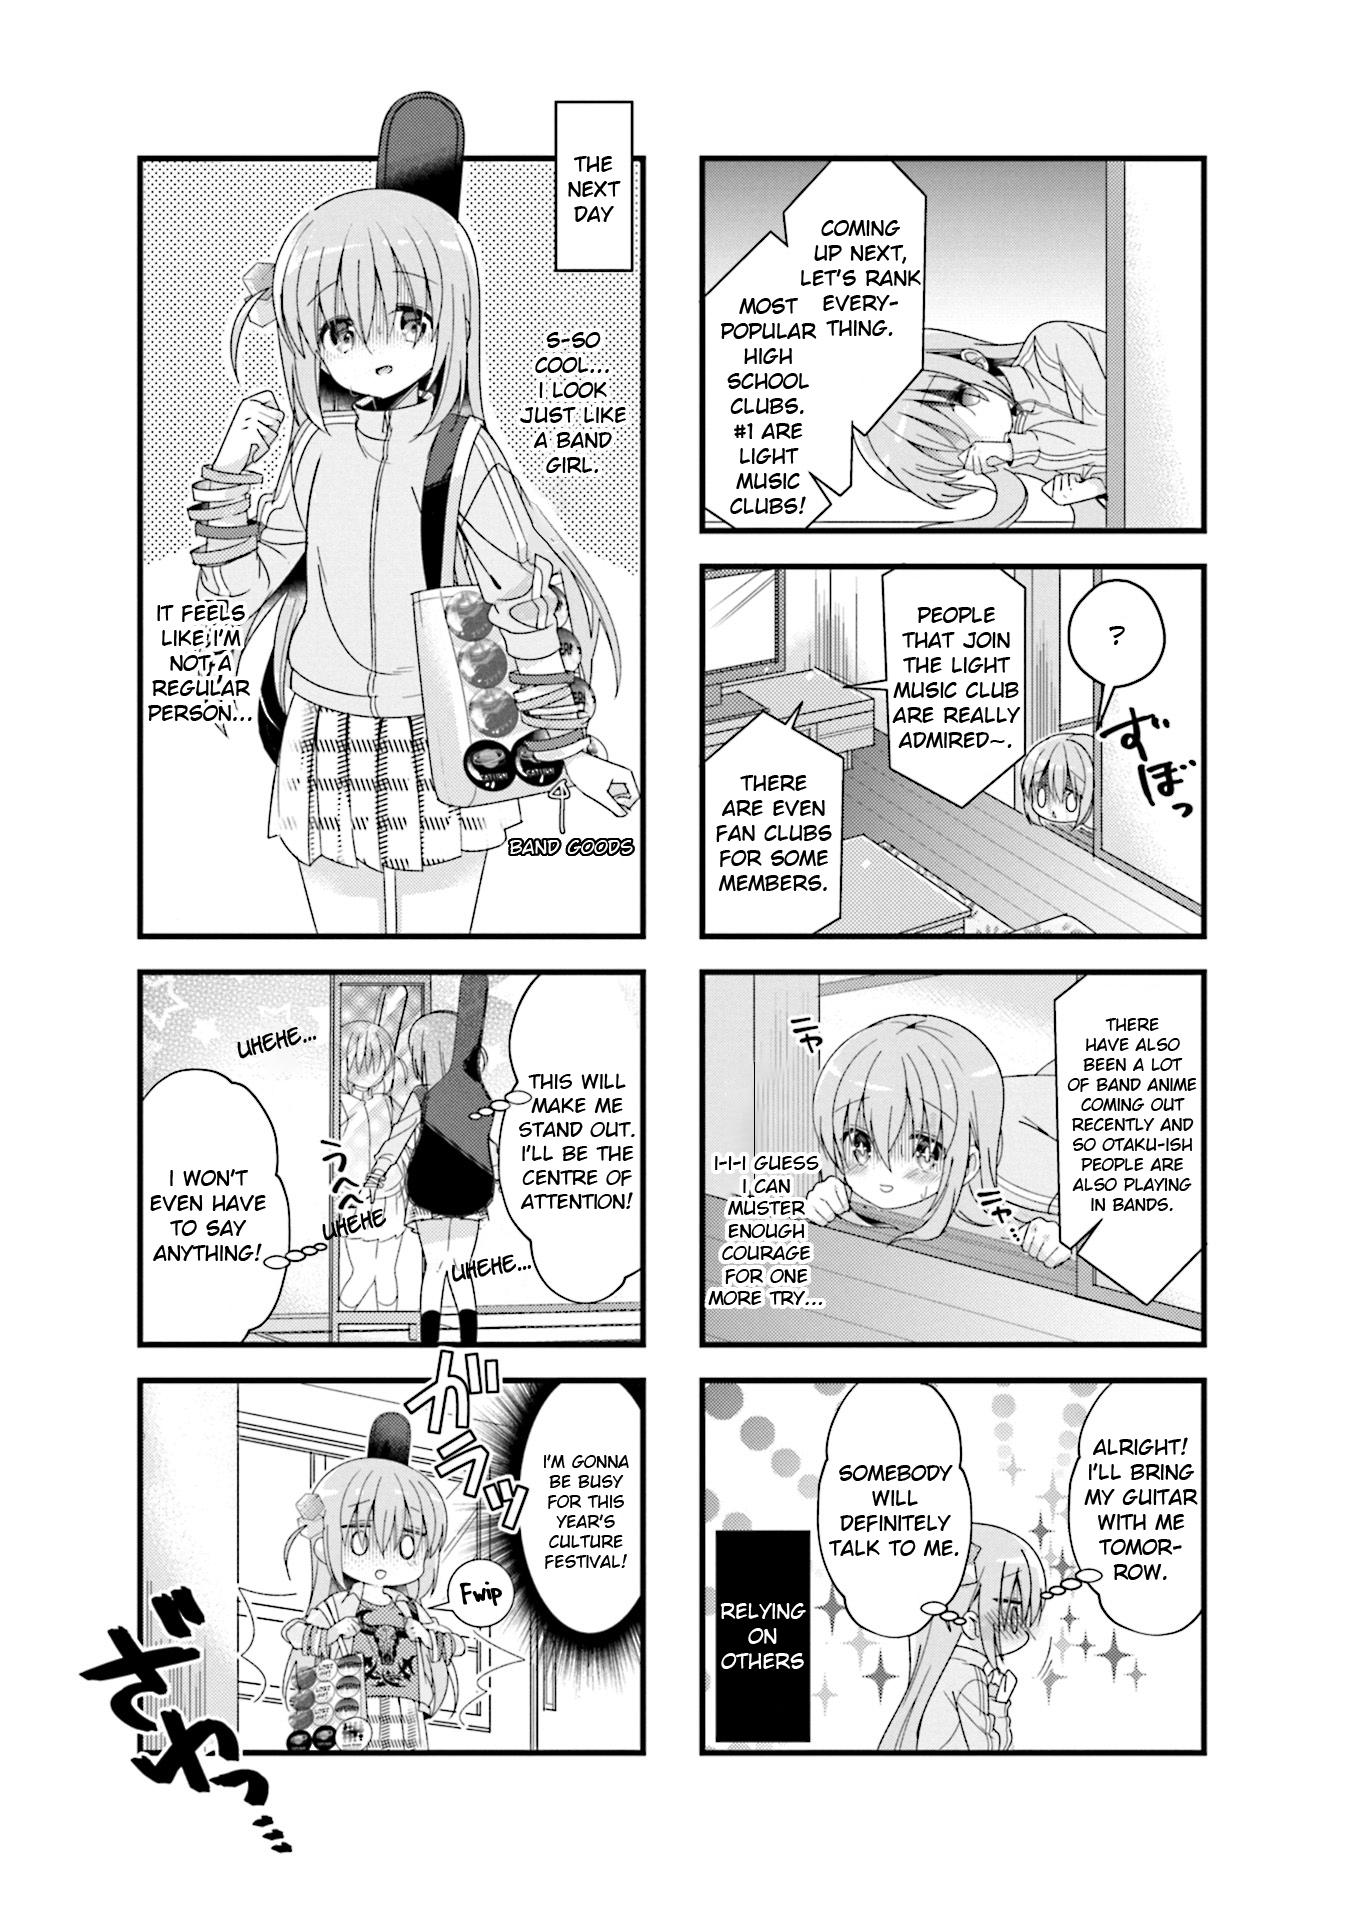 COMING
UP NEXT,
LET'S RANK
EVERY-
THING.
MOST
POPULAR
HIGH
SCHOOL
CLUBS.
#1 ARE
LIGHT
MUSIC
CLUBS!
?
ずぼっ
PEOPLE
THAT JOIN
THE LIGHT
MUSIC CLUB
ARE REALLY
ADMIRED~.
THERE
ARE EVEN
FAN CLUBS
FOR SOME
MEMBERS.
THERE
HAVE ALSO
BEEN A LOT
OF BAND ANIME
COMING OUT
RECENTLY AND
SO OTAKU-ISH
PEOPLE ARE
ALSO PLAYING
IN BANDS.
ニヤ
ニヤ…
I-I-I GUESS
I CAN
MUSTER
ENOUGH
COURAGE
FOR ONE
MORE TRY...
ALRIGHT!
I'LL BRING
MY GUITAR
WITH ME
TOMOR-
ROW.
SOMEBODY
WILL
DEFINITELY
TALK TO ME.
RELYING
ON
OTHERS
THE
NEXT
DAY
S-SO
COOL...
I LOOK
JUST LIKE
A BAND
GIRL.
IT FEELS
LIKE I'M
NOT A
REGULAR
PERSON...
SATURN
BAND GOODS
THIS WILL
MAKE ME
STAND OUT.
I'LL BE THE
CENTRE OF
ATTENTION!
UHEHE...
うへへ…
UHEHE
UHEHE...
I WON'T
EVEN HAVE
TO SAY
ANYTHING!
ガラッ
I'M GONNA
BE BUSY
FOR THIS
YEAR'S
CULTURE
FESTIVAL!
Fwip
ざわっ…